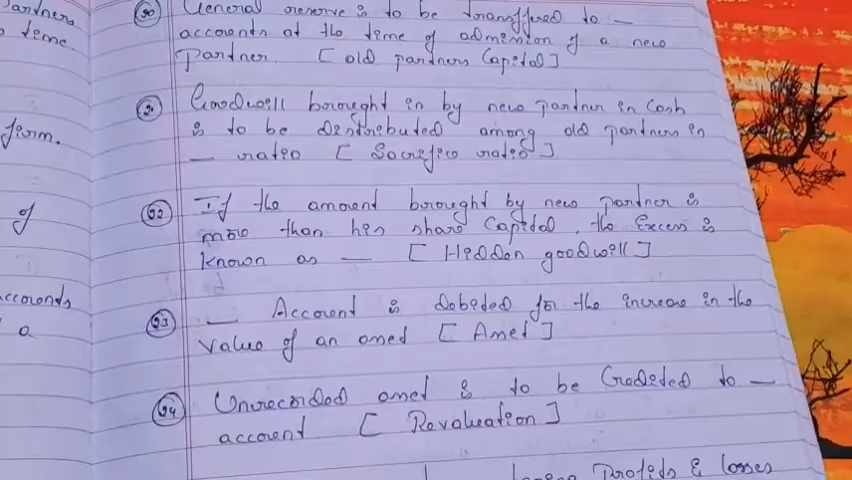 Partners
time.
firm.
of
accounts
a
30 General reserve is to be transffered to —
accounts at the time of admission of a new
Partner. [ old partners Capital ]
Goodwill brought in by new partner in Cash
is to be Distributed among old partners in
— ratio [ Sacrifice ratio ]
If the amount brought by new partner is
more than his share Capital, the Excess is
known as — [ Hidden goodwill ]
— Account is debited for the increase in the
value of an asset [ Asset ]
Unrecorded asset is to be Credited to —
account [ Revaluation ]
Profits & losses